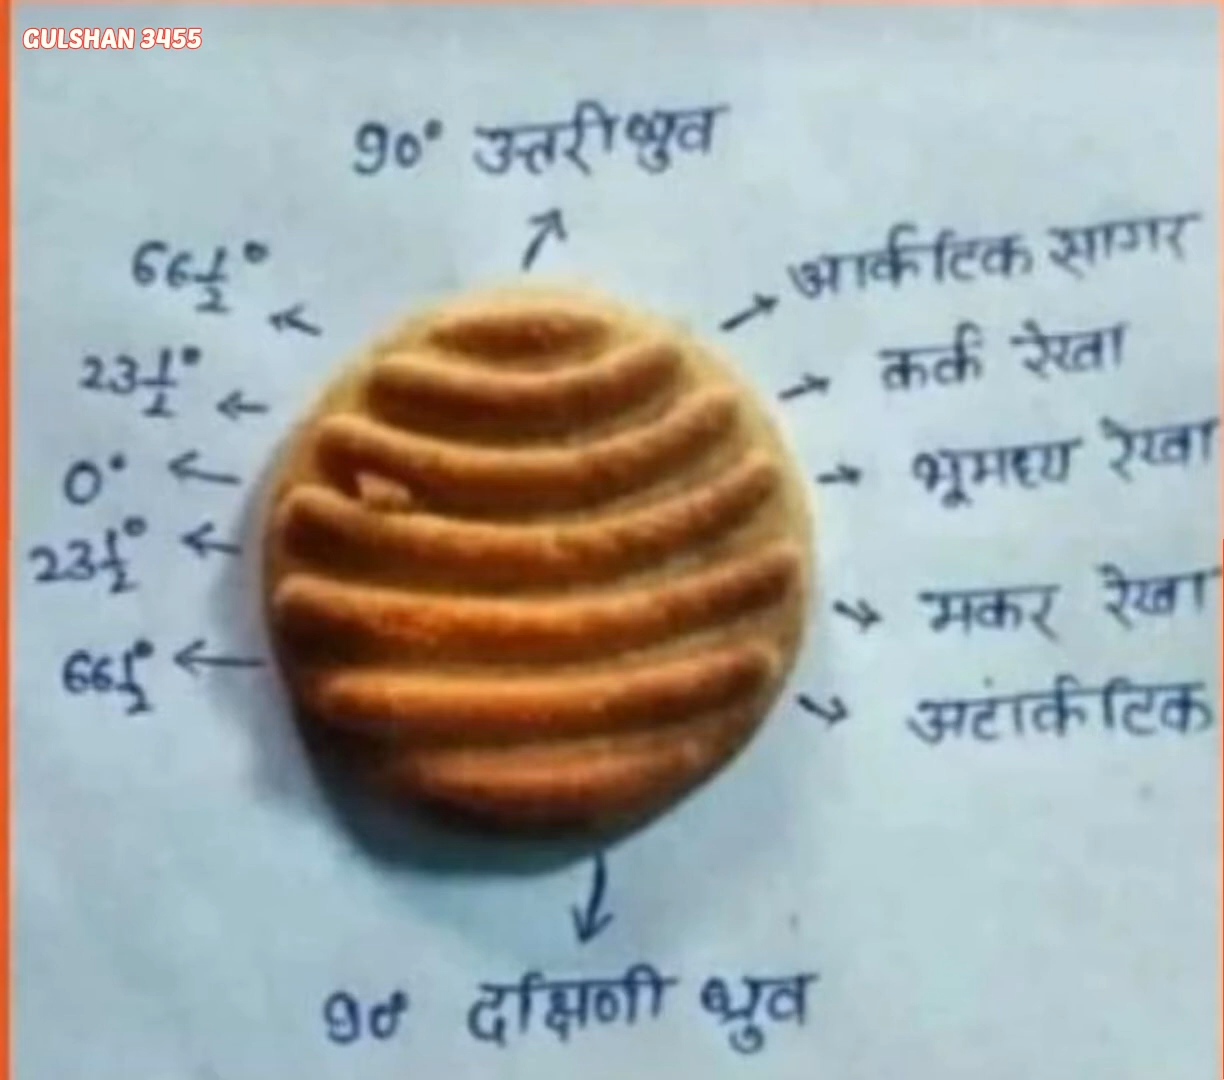 GULSHAN 3455
90° उत्तरी ध्रुव
66½°
आर्कटिक सागर
23½°
कर्क रेखा
0°
भूमध्य रेखा
23½°
मकर रेखा
66½°
अटार्कटिक
90° दक्षिणी ध्रुव